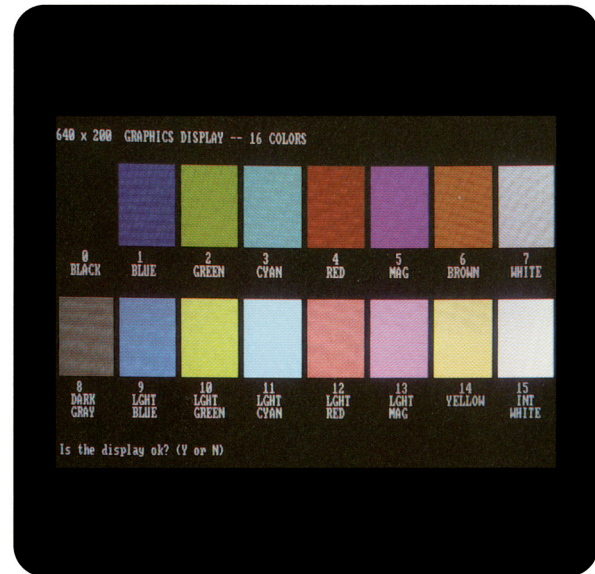 640 x 200 GRAPHICS DISPLAY -- 16 COLORS
0 1 2 3 4 5 6 7
BLACK BLUE GREEN CYAN RED MAG BROWN WHITE
8 9 10 11 12 13 14 15
DARK LGHT LGHT LGHT LGHT LGHT YELLOW INT
GRAY BLUE GREEN CYAN RED MAG WHITE
Is the display ok? (Y or N)